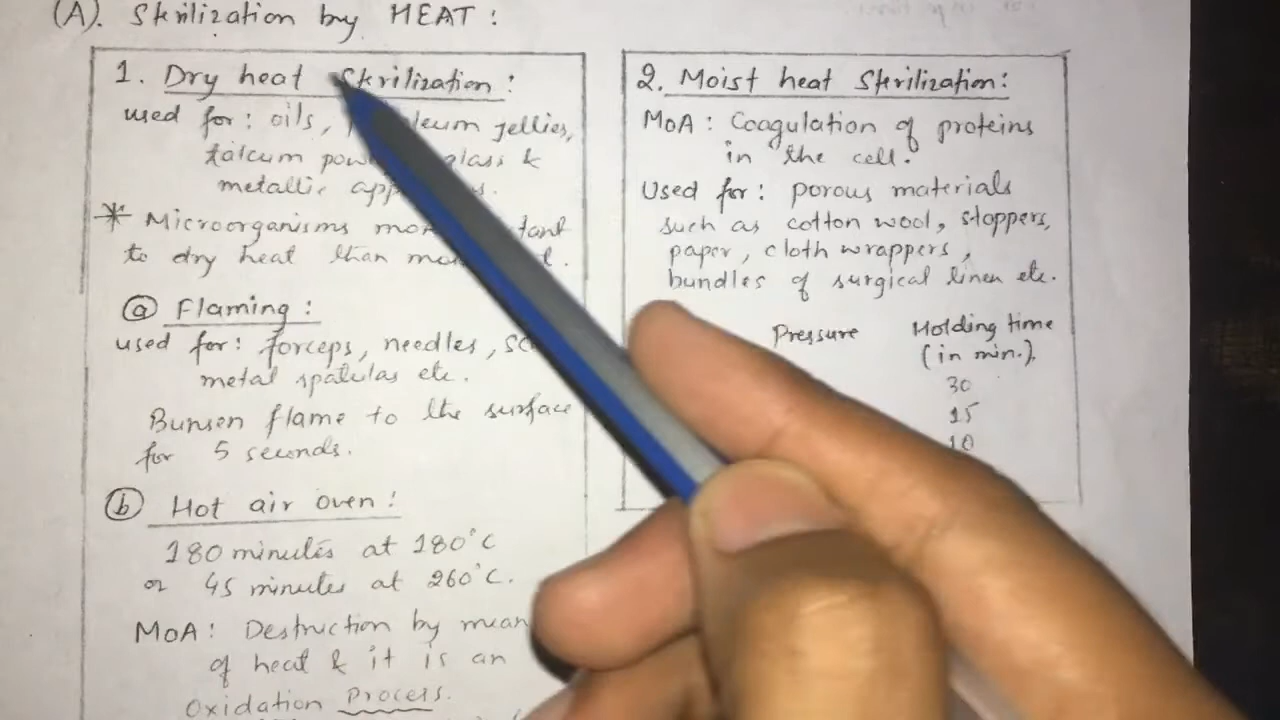 (A). Sterilization by HEAT :
1. Dry heat Sterilization :
used for : oils, jellies,
talcum &
metallic
* Microorganisms
to dry heat than
(a) Flaming :
used for : forceps, needles,
metal spatulas etc.
Bunsen flame to the surface
for 5 seconds.
(b) Hot air oven :
180 minutes at 180°C
or 45 minutes at 260°C.
MoA : Destruction by
of heat & it is an
Oxidation Process.
2. Moist heat Sterilization :
MoA : Coagulation of proteins
in the cell.
Used for : porous materials
such as cotton wool, stoppers,
paper, cloth wrappers,
bundles of surgical linen etc.
Pressure Holding time
(in min.).
30
15
10